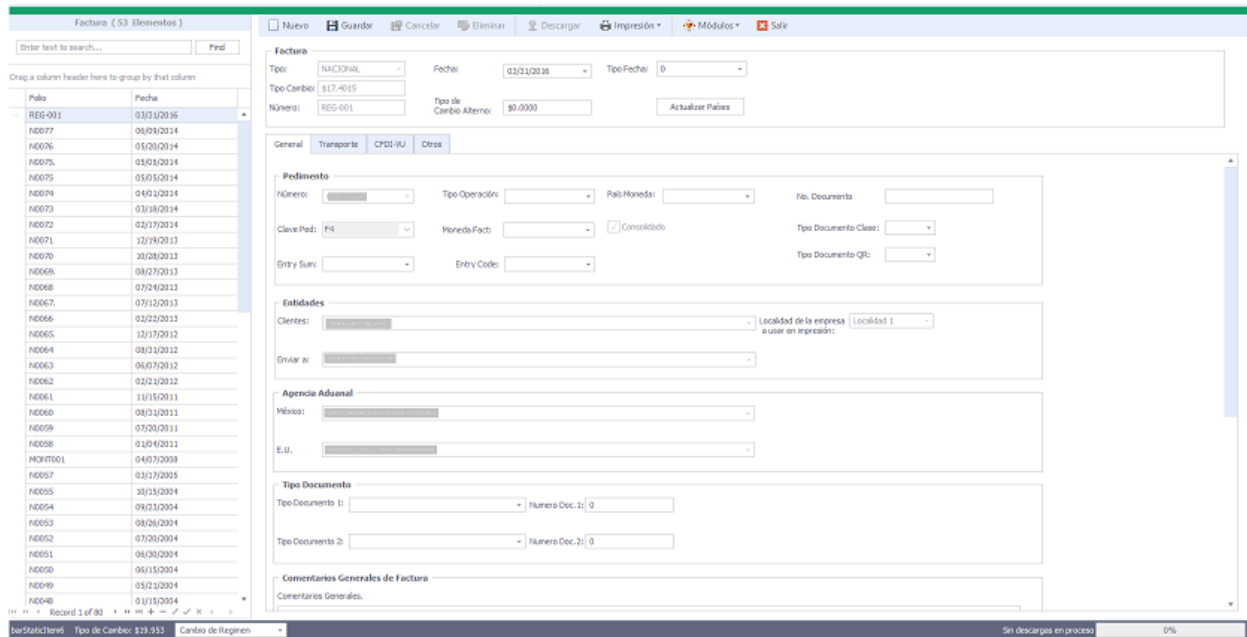 Factura ( 53 Elementos )
Nuevo Guardar Cancelar Eliminar Descargar Impresión Módulos Salir
Enter text to search... Find
Drag a column header here to group by that column
Folio Fecha
REG-001 03/31/2016
N0077 06/09/2014
N0076 05/20/2014
N0075. 05/05/2014
N0075 05/05/2014
N0074 04/01/2014
N0073 03/18/2014
N0072 02/17/2014
N0071 12/19/2013
N0070 10/28/2013
N0069. 08/27/2013
N0068 07/24/2013
N0067. 07/12/2013
N0066 02/22/2013
N0065. 12/17/2012
N0064 08/31/2012
N0063 06/07/2012
N0062 02/21/2012
N0061 11/15/2011
N0060 08/31/2011
N0059 07/20/2011
N0058 01/04/2011
MONT001 04/07/2008
N0057 03/17/2005
N0055 10/15/2004
N0054 09/23/2004
N0053 08/26/2004
N0052 07/20/2004
N0051 06/30/2004
N0050 06/15/2004
N0049 05/21/2004
N0048 01/15/2004
Record 1 of 80
Factura
Tipo: NACIONAL Fecha: 03/31/2016 Tipo Fecha: 0
Tipo Cambio: $17.4015
Número: REG-001 Tipo de Cambio Alterno: $0.0000 Actualizar Países
General Transporte CFDI-VU Otros
Pedimento
Número: Tipo Operación: País Moneda: No. Documento
Clave Ped: F4 Moneda Fact: Consolidado Tipo Documento Clase:
Tipo Documento QR:
Entry Sum: Entry Code:
Entidades
Clientes: Localidad de la empresa a usar en impresión: Localidad 1
Enviar a:
Agencia Aduanal
México:
E.U.
Tipo Documento
Tipo Documento 1: Numero Doc.1: 0
Tipo Documento 2: Numero Doc.2: 0
Comentarios Generales de Factura
Comentarios Generales.
barStaticItem6 Tipo de Cambio: $19.953 Cambio de Regimen Sin descargas en proceso 0%